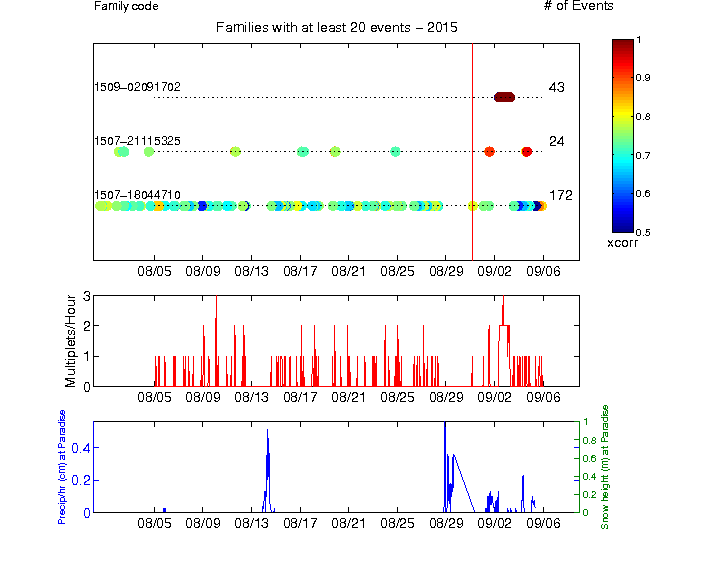 Family code
# of Events
Families with at least 20 events − 2015
1509−02091702
43
1507−21115325
24
1507−18044710
172
1
0.9
0.8
0.7
0.6
0.5
xcorr
08/05 08/09 08/13 08/17 08/21 08/25 08/29 09/02 09/06
Multiplets/Hour
3
2
1
0
08/05 08/09 08/13 08/17 08/21 08/25 08/29 09/02 09/06
Precip/hr (cm) at Paradise
0.4
0.2
0
1
0.8
0.6
0.4
0.2
0
Snow height (m) at Paradise
08/05 08/09 08/13 08/17 08/21 08/25 08/29 09/02 09/06